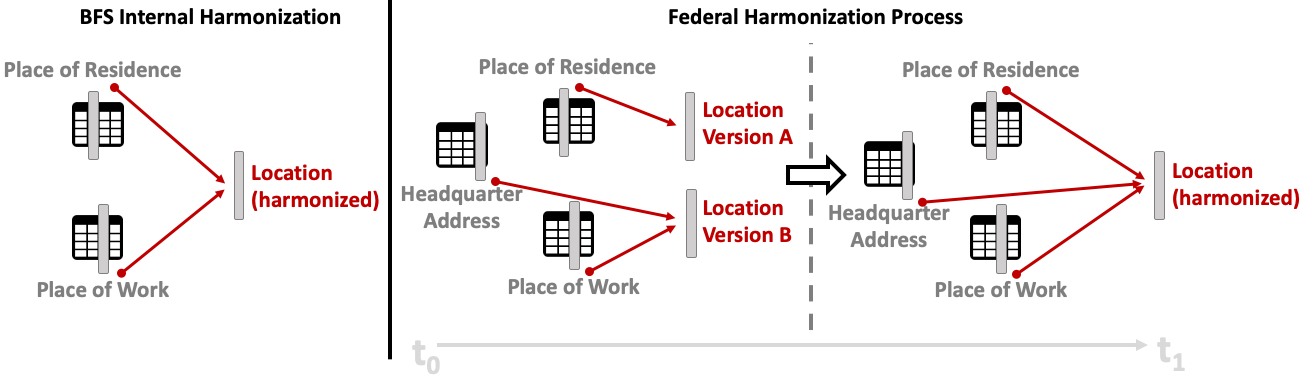 BFS Internal Harmonization
Place of Residence
Location
(harmonized)
Place of Work
Federal Harmonization Process
Place of Residence
Location
Version A
Headquarter
Address
Location
Version B
Place of Work
Place of Residence
Headquarter
Address
Location
(harmonized)
Place of Work
t0
t1